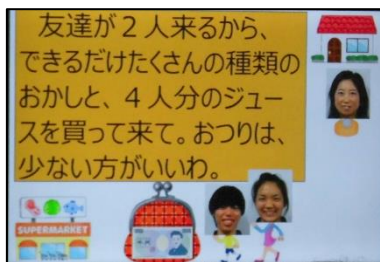 友達が２人来るから、
できるだけたくさんの種類の
おかしと、４人分のジュー
スを買って来て。おつりは、
少ない方がいいわ。
SUPERMARKET